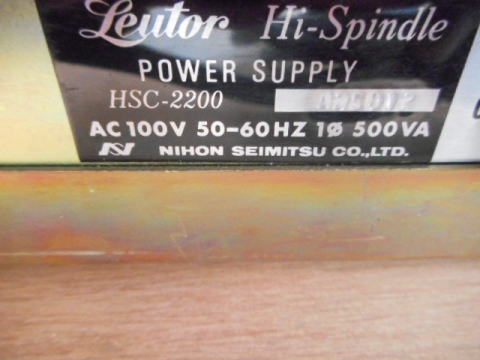 Leutor Hi-Spindle
POWER SUPPLY
HSC-2200
AC 100V 50-60HZ 1ø 500VA
NIHON SEIMITSU CO.,LTD.